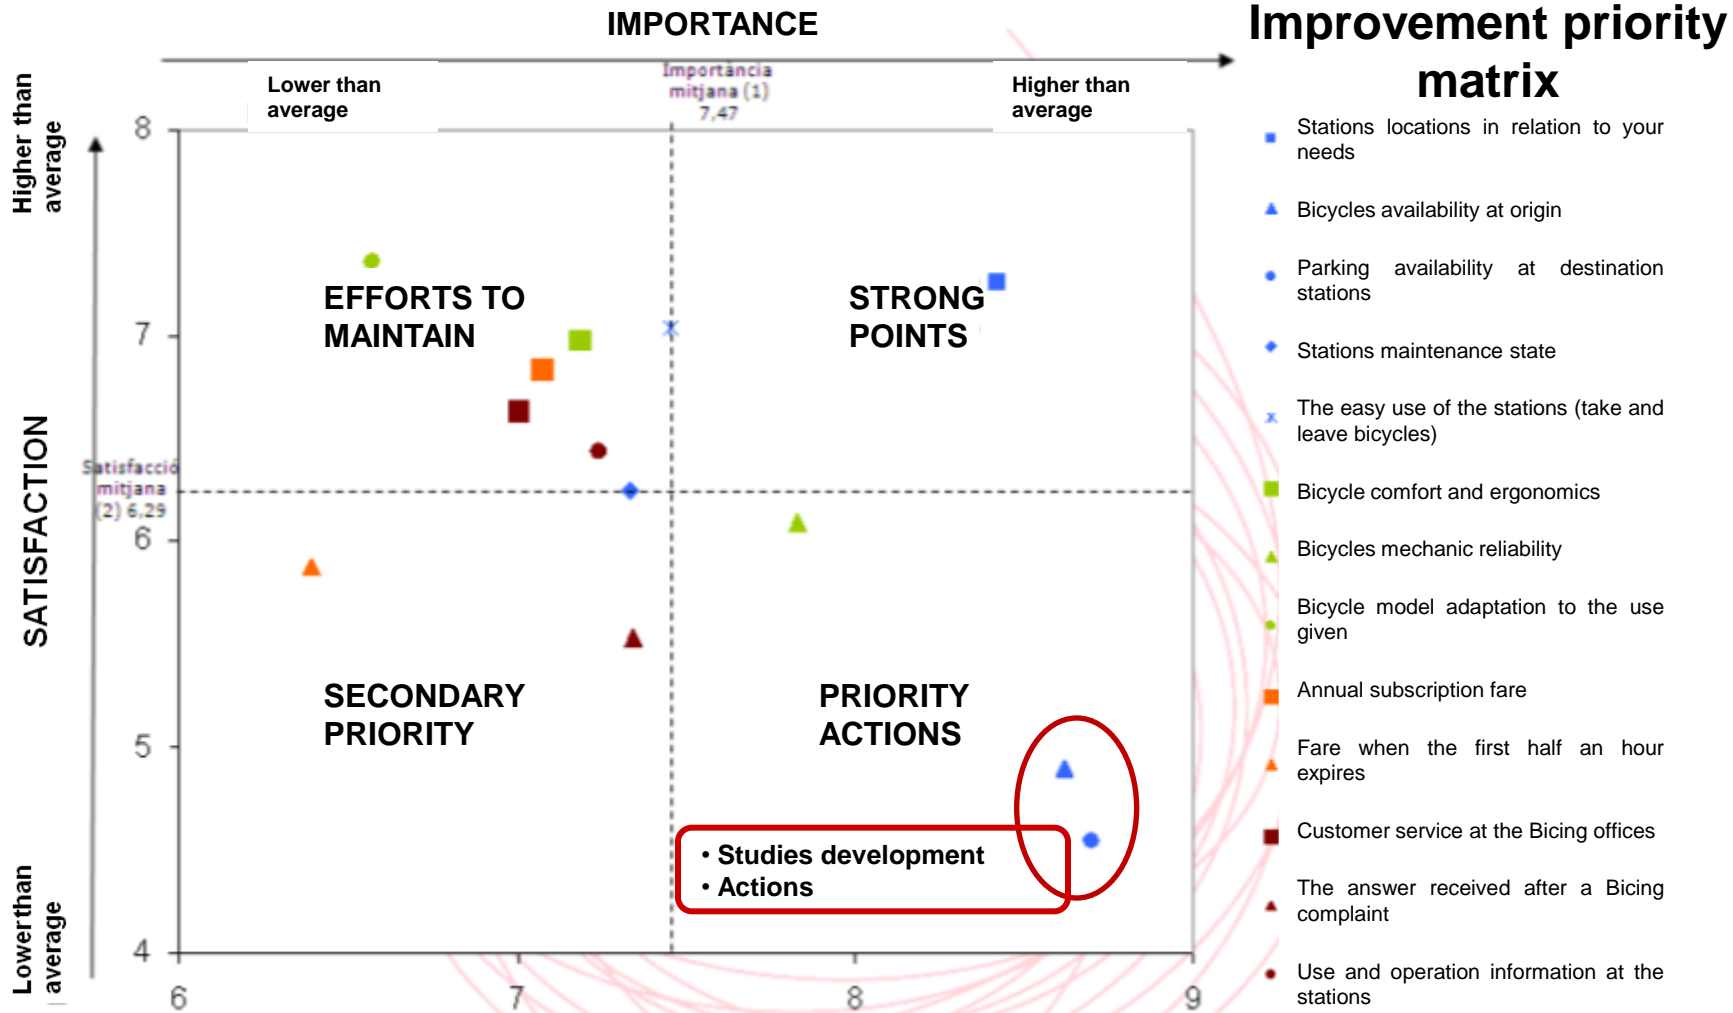 IMPORTANCE
Improvement priority
matrix
Lower than
average
Importància
mitjana (1)
7,47
Higher than
average
Higher than
average
8
7
6
5
4
SATISFACTION
Satisfacció
mitjana
(2) 6,29
Lowerthan
average
EFFORTS TO
MAINTAIN
STRONG
POINTS
SECONDARY
PRIORITY
PRIORITY
ACTIONS
• Studies development
• Actions
6
7
8
9
Stations locations in relation to your
needs
Bicycles availability at origin
Parking availability at destination
stations
Stations maintenance state
The easy use of the stations (take and
leave bicycles)
Bicycle comfort and ergonomics
Bicycles mechanic reliability
Bicycle model adaptation to the use
given
Annual subscription fare
Fare when the first half an hour
expires
Customer service at the Bicing offices
The answer received after a Bicing
complaint
Use and operation information at the
stations